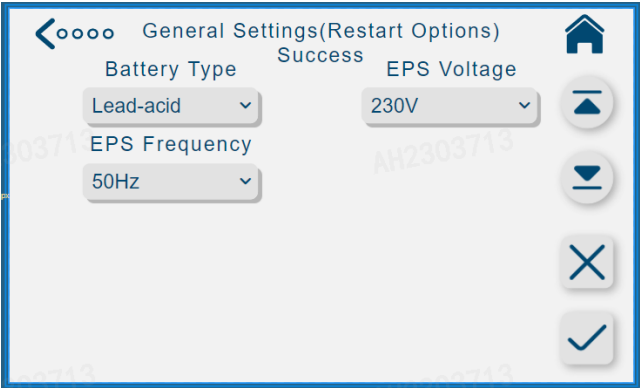 General Settings(Restart Options)
Success
Battery Type
EPS Voltage
Lead-acid
230V
EPS Frequency
50Hz
AH2303713